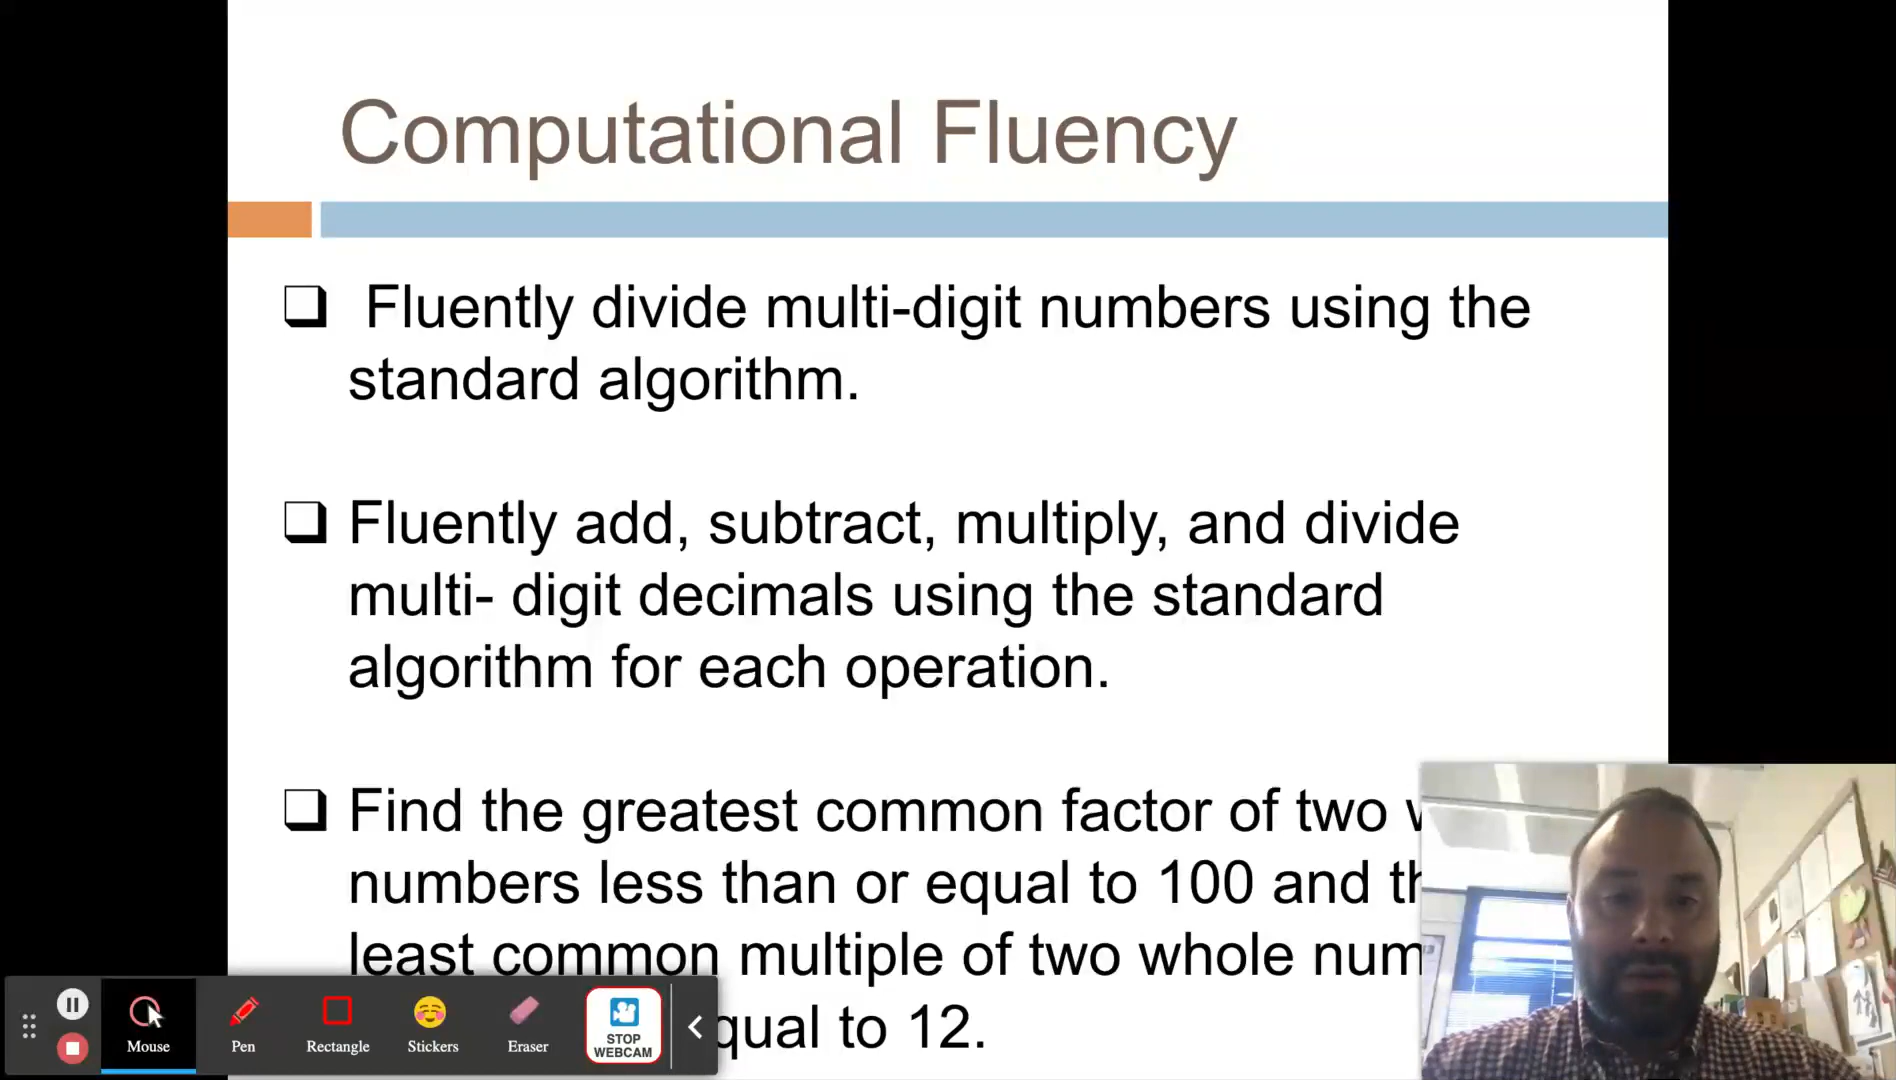 Computational Fluency
❑ Fluently divide multi-digit numbers using the
standard algorithm.
❑ Fluently add, subtract, multiply, and divide
multi- digit decimals using the standard
algorithm for each operation.
❑ Find the greatest common factor of two
numbers less than or equal to 100 and
least common multiple of two whole
to 12.
Mouse
Pen
Rectangle
Stickers
Eraser
STOP
WEBCAM